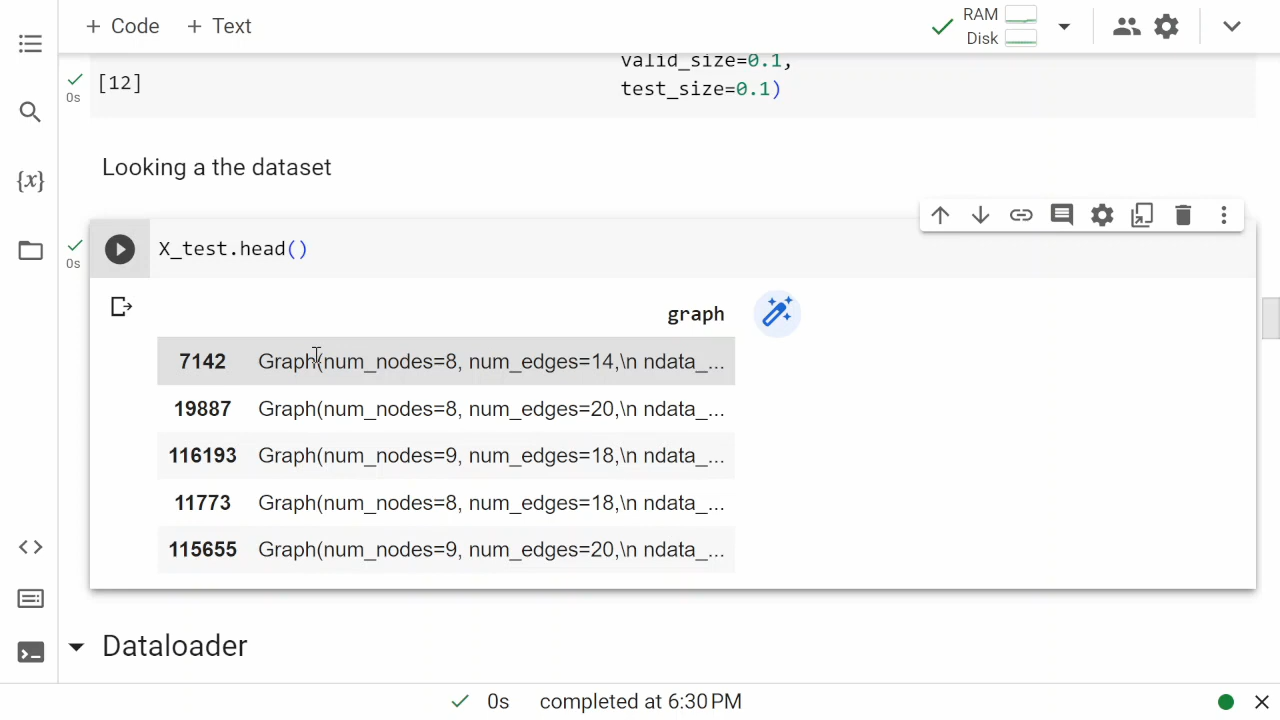 + Code + Text
RAM
Disk
[12]
0s
valid_size=0.1,
test_size=0.1)
Looking a the dataset
0s
X_test.head()
graph
7142 Graph(num_nodes=8, num_edges=14,\n ndata_...
19887 Graph(num_nodes=8, num_edges=20,\n ndata_...
116193 Graph(num_nodes=9, num_edges=18,\n ndata_...
11773 Graph(num_nodes=8, num_edges=18,\n ndata_...
115655 Graph(num_nodes=9, num_edges=20,\n ndata_...
Dataloader
0s completed at 6:30 PM
{x}